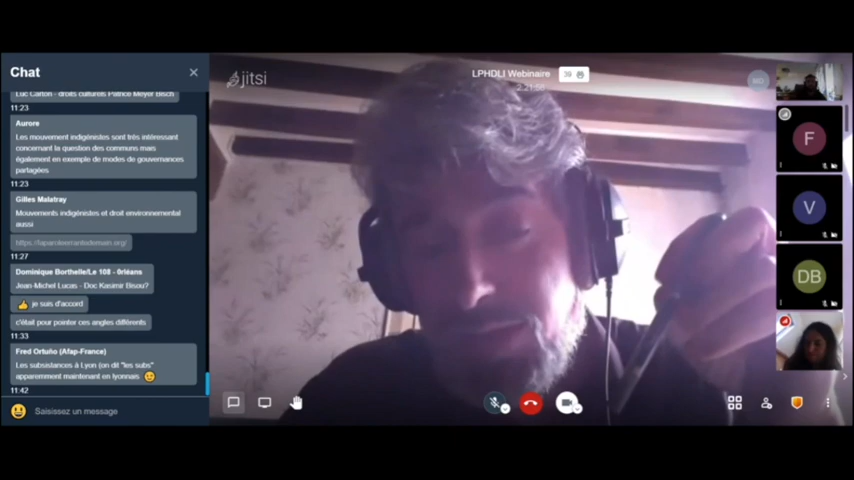 Chat
Luc Carton - droits culturels Patrice Meyer Bisch
11:23
Aurore
Les mouvement indigénistes sont très intéressant
concernant la question des communs mais
également en exemple de modes de gouvernances
partagées
11:23
Gilles Malatray
Mouvements indigénistes et droit environnemental
aussi
https://laparoleerrantedemain.org/
11:27
Dominique Borthelle/Le 108 - Orléans
Jean-Michel Lucas - Doc Kasimir Bisou?
👍 je suis d'accord
c'était pour pointer ces angles différents
11:33
Fred Ortuño (Afap-France)
Les subsistances à Lyon (on dit "les subs"
apparemment maintenant en lyonnais
11:42
Saisissez un message
jitsi
LPHDLI Webinaire 39
MD
F
V
DB